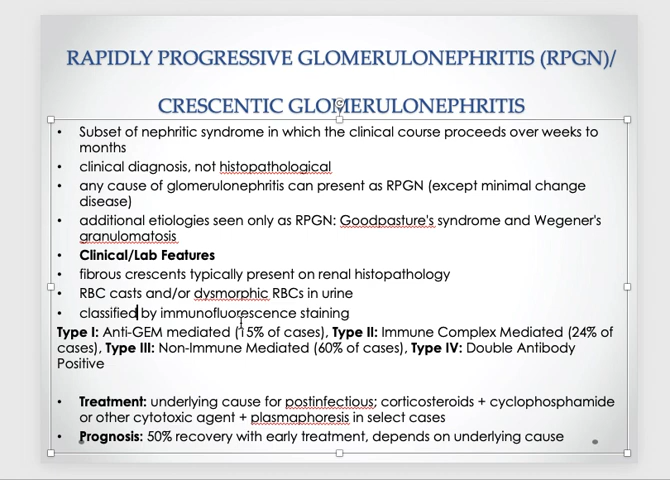 RAPIDLY PROGRESSIVE GLOMERULONEPHRITIS (RPGN)/
CRESCENTIC GLOMERULONEPHRITIS
• Subset of nephritic syndrome in which the clinical course proceeds over weeks to
months
• clinical diagnosis, not histopathological
• any cause of glomerulonephritis can present as RPGN (except minimal change
disease)
• additional etiologies seen only as RPGN: Goodpasture's syndrome and Wegener's
granulomatosis
• Clinical/Lab Features
• fibrous crescents typically present on renal histopathology
• RBC casts and/or dysmorphic RBCs in urine
• classified by immunofluorescence staining
Type I: Anti-GEM mediated (15% of cases), Type II: Immune Complex Mediated (24% of
cases), Type III: Non-Immune Mediated (60% of cases), Type IV: Double Antibody
Positive
• Treatment: underlying cause for postinfectious; corticosteroids + cyclophosphamide
or other cytotoxic agent + plasmaphoresis in select cases
• Prognosis: 50% recovery with early treatment, depends on underlying cause